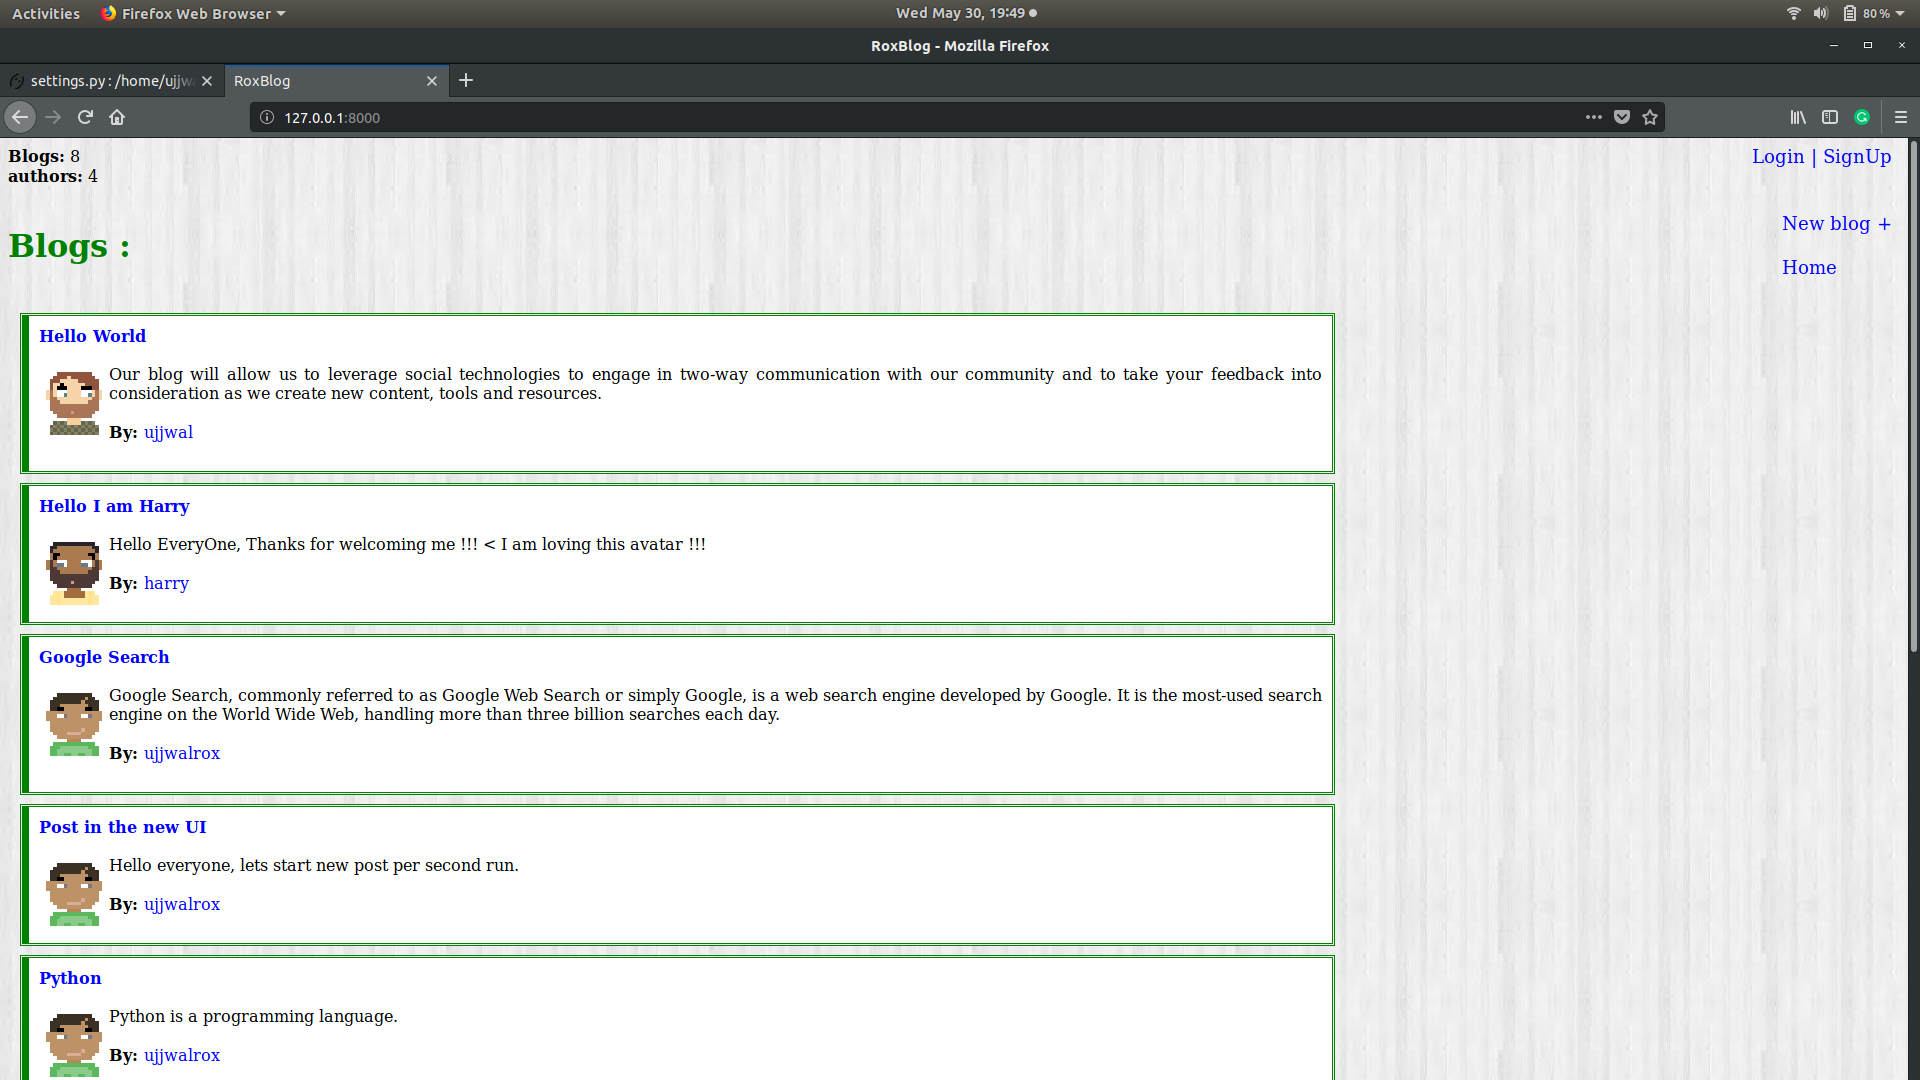 Activities Firefox Web Browser Wed May 30, 19:49 80 %
RoxBlog - Mozilla Firefox
settings.py:/home/ujjw RoxBlog
127.0.0.1:8000
Blogs: 8
authors: 4
Login | SignUp
New blog +
Blogs :
Home
Hello World
Our blog will allow us to leverage social technologies to engage in two-way communication with our community and to take your feedback into
consideration as we create new content, tools and resources.
By: ujjwal
Hello I am Harry
Hello EveryOne, Thanks for welcoming me !!! < I am loving this avatar !!!
By: harry
Google Search
Google Search, commonly referred to as Google Web Search or simply Google, is a web search engine developed by Google. It is the most-used search
engine on the World Wide Web, handling more than three billion searches each day.
By: ujjwalrox
Post in the new UI
Hello everyone, lets start new post per second run.
By: ujjwalrox
Python
Python is a programming language.
By: ujjwalrox